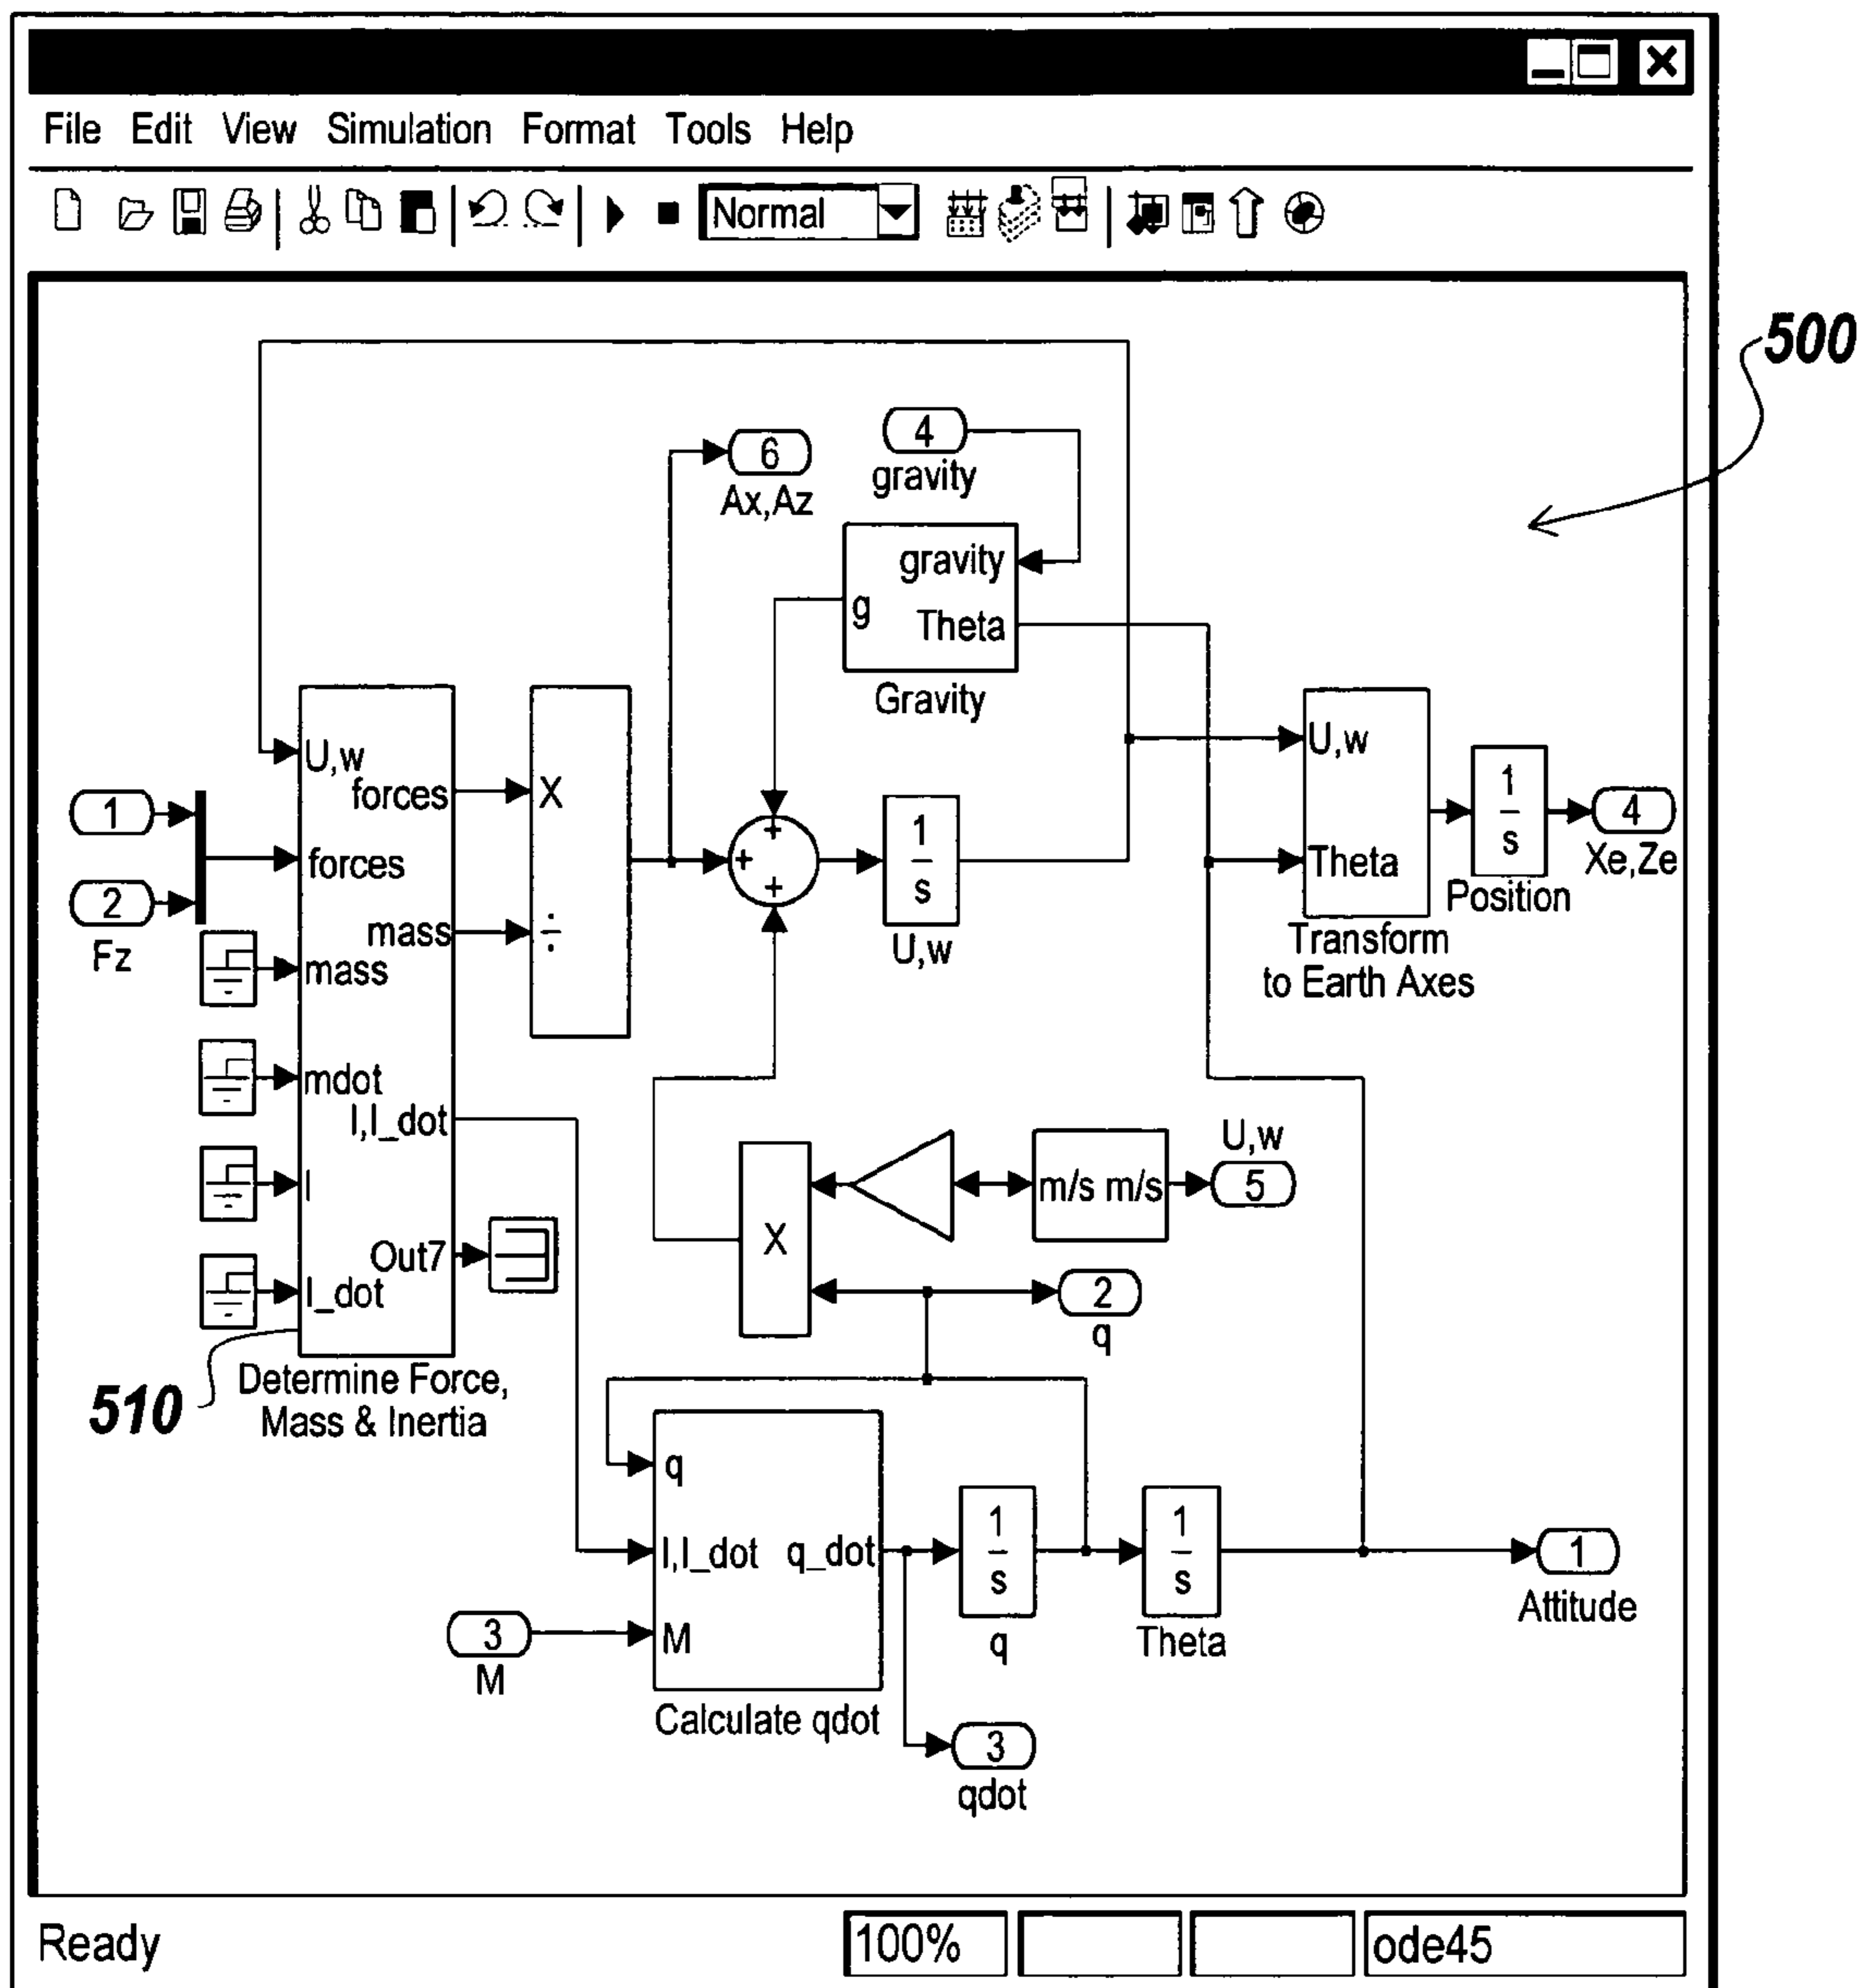 File Edit View Simulation Format Tools Help
Normal
500
4
gravity
6
Ax,Az
gravity
g
Theta
Gravity
U,w
forces
X
1
forces
mass
÷
2
Fz
mass
mdot
I,I_dot
I
Out7
I_dot
510
Determine Force,
Mass & Inertia
+
+
+
1
s
U,w
U,w
Theta
Transform
to Earth Axes
1
s
Position
4
Xe,Ze
X
m/s m/s
U,w
5
2
q
q
I,I_dot q_dot
M
Calculate qdot
3
M
1
s
q
1
s
Theta
1
Attitude
3
qdot
Ready 100% ode45